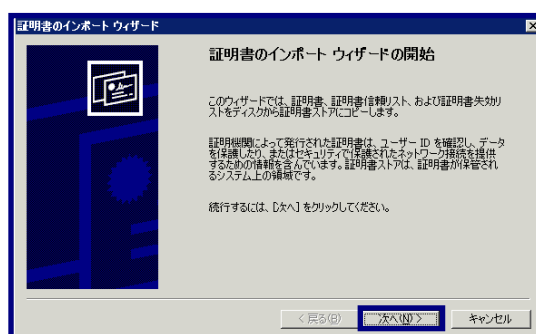 証明書のインポート ウィザード
証明書のインポート ウィザードの開始
このウィザードでは、証明書、証明書信頼リスト、および証明書失効リ
ストをディスクから証明書ストアにコピーします。
証明機関によって発行された証明書は、ユーザー ID を確認し、データ
を保護したり、またはセキュリティで保護されたネットワーク接続を提供
するための情報を含んでいます。証明書ストアは、証明書が保管され
るシステム上の領域です。
続行するには、[次へ] をクリックしてください。
< 戻る(B)
次へ(N) >
キャンセル